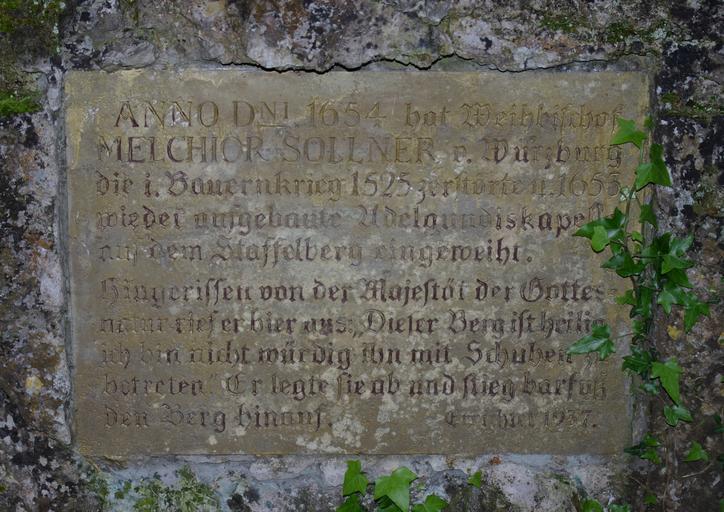 ANNO DNI. 1654 hat Weihbischof
MELCHIOR SÖLLNER v. Würzburg
die i. Bauernkrieg 1525 zerstörte u. 1653
wieder aufgebaute Adelgundiskapelle
auf dem Staffelberg eingeweiht.
Hingerissen von der Majestät der Gottes-
natur rief er hier aus: „Dieser Berg ist heilig
ich bin nicht würdig ihn mit Schuhen zu
betreten". Er legte sie ab und stieg barfuß
den Berg hinauf. Errichtet 1937.